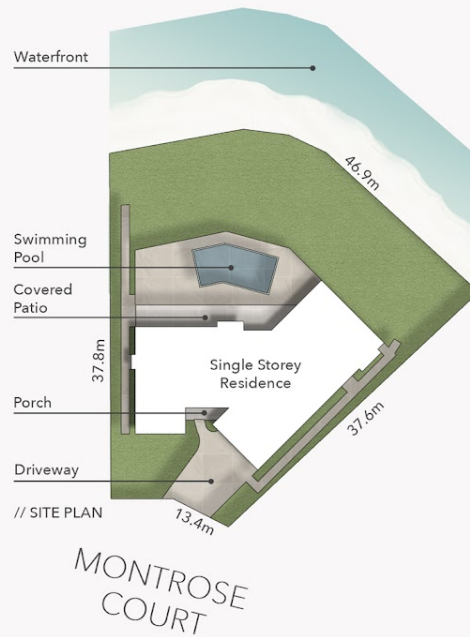 Waterfront
46.9m
Swimming
Pool
Covered
Patio
37.8m
Single Storey
Residence
Porch
37.6m
Driveway
// SITE PLAN
13.4m
MONTROSE
COURT